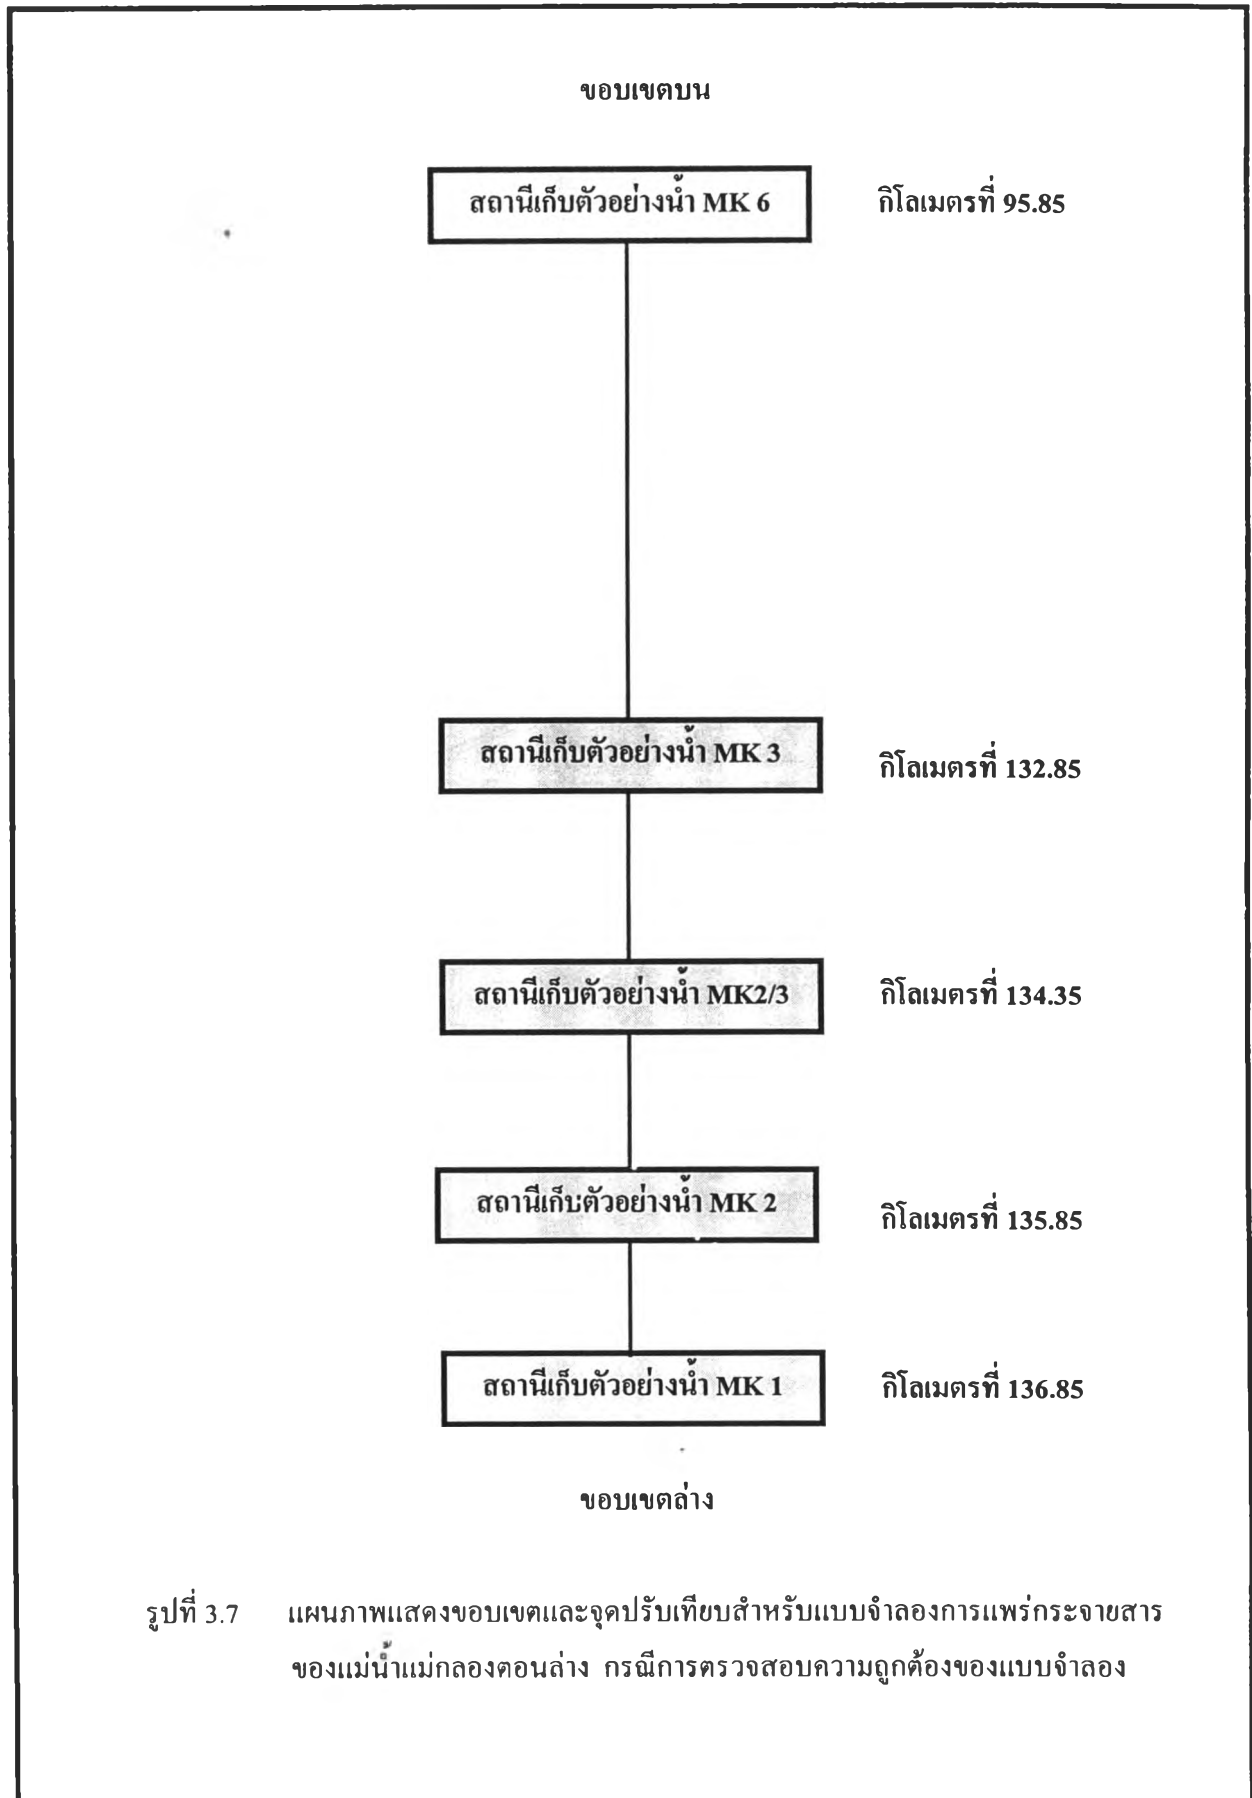 ขอบเขตบน
สถานีเก็บตัวอย่างน้ำ MK 6 กิโลเมตรที่ 95.85
สถานีเก็บตัวอย่างน้ำ MK 3 กิโลเมตรที่ 132.85
สถานีเก็บตัวอย่างน้ำ MK2/3 กิโลเมตรที่ 134.35
สถานีเก็บตัวอย่างน้ำ MK 2 กิโลเมตรที่ 135.85
สถานีเก็บตัวอย่างน้ำ MK 1 กิโลเมตรที่ 136.85
ขอบเขตล่าง
รูปที่ 3.7 แผนภาพแสดงขอบเขตและจุดปรับเทียบสำหรับแบบจำลองการแพร่กระจายสาร
ของแม่น้ำแม่กลองตอนล่าง กรณีการตรวจสอบความถูกต้องของแบบจำลอง